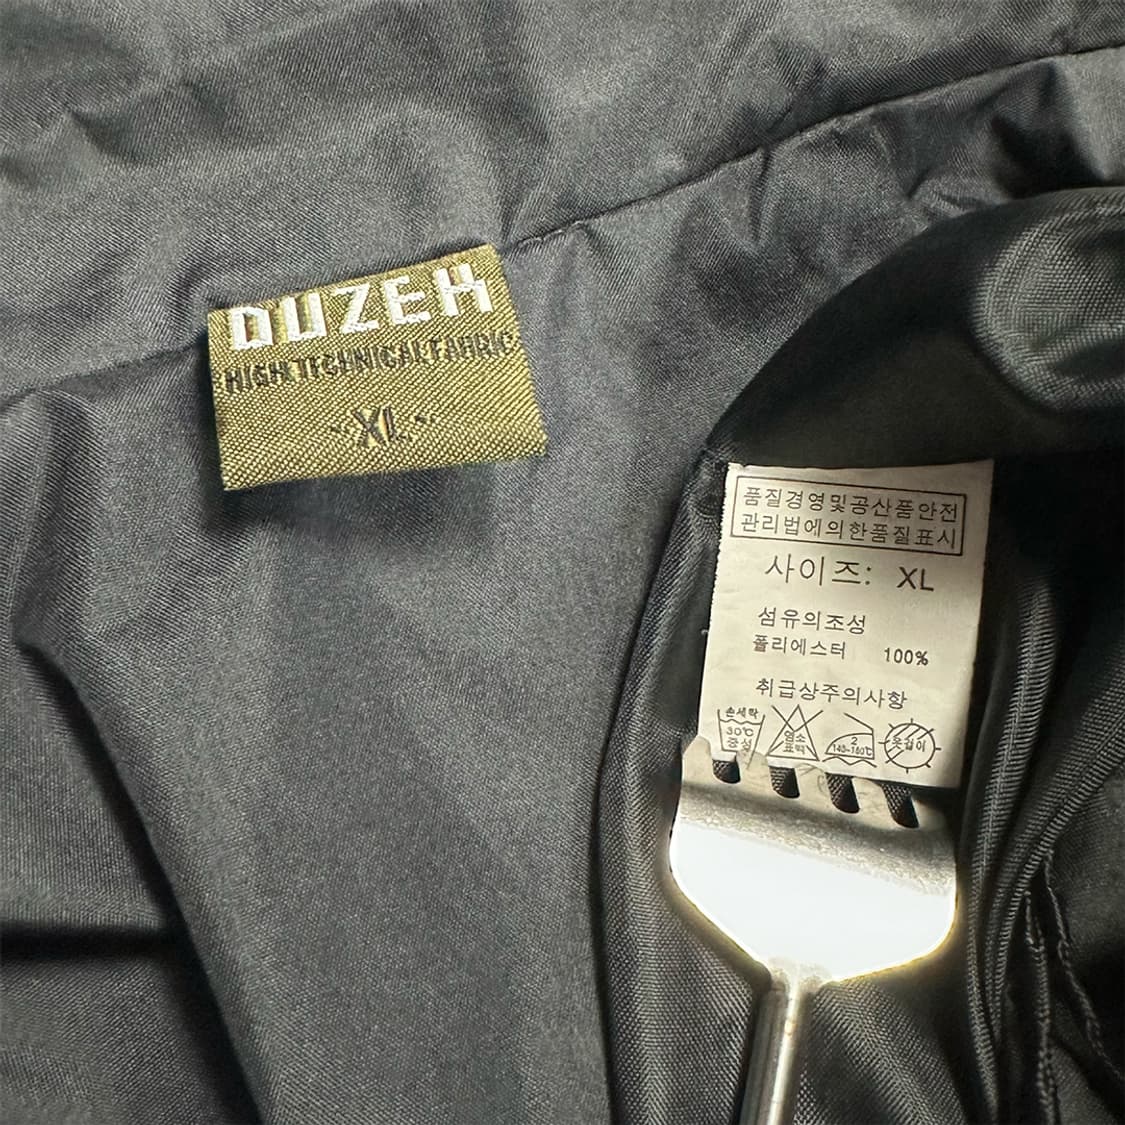 DUZEH
HIGH TECHNICAL FABRIC
XL
품질경영및공산품안전
관리법에의한품질표시
사이즈: XL
섬유의조성
폴리에스터 100%
취급상주의사항
손세탁
30℃
중성
염소
표백
2
140~160℃
옷걸이